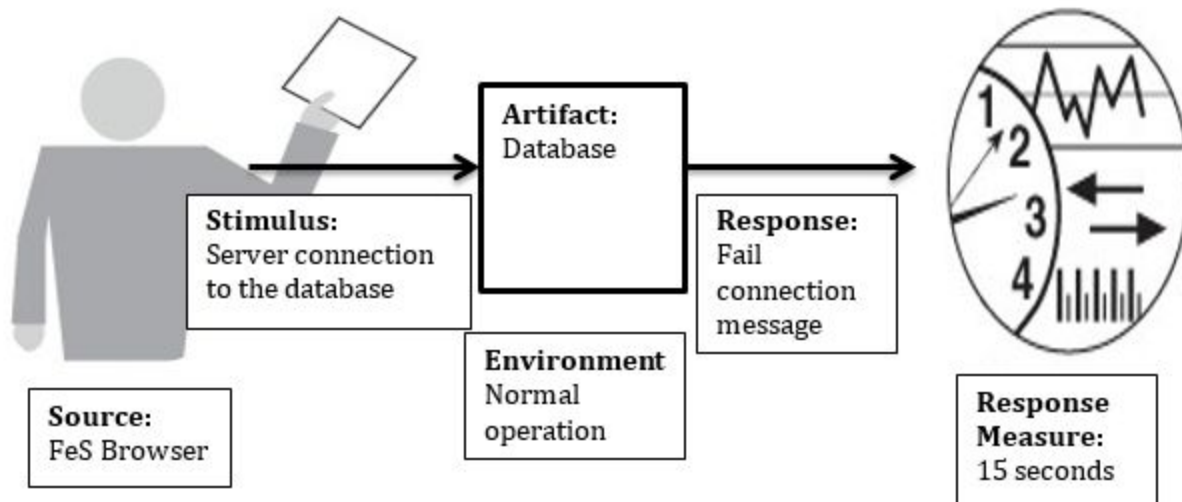 Source:
FeS Browser
Stimulus:
Server connection
to the database
Artifact:
Database
Environment
Normal
operation
Response:
Fail
connection
message
1
2
3
4
Response
Measure:
15 seconds